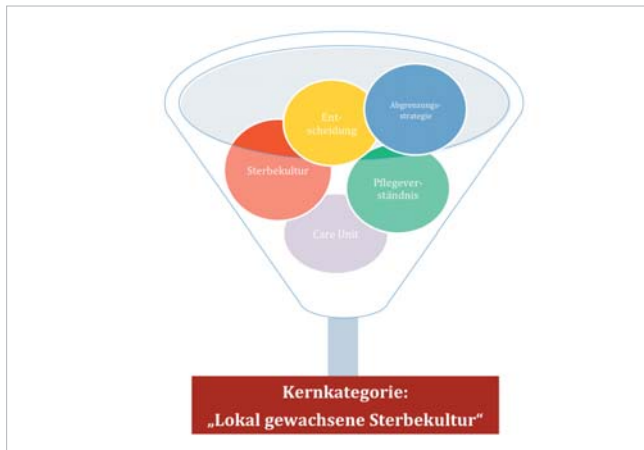 Ent-
scheidung
Abgrenzungs-
strategie
Sterbekultur
Pflegever-
ständnis
Care Unit
Kernkategorie:
„Lokal gewachsene Sterbekultur“